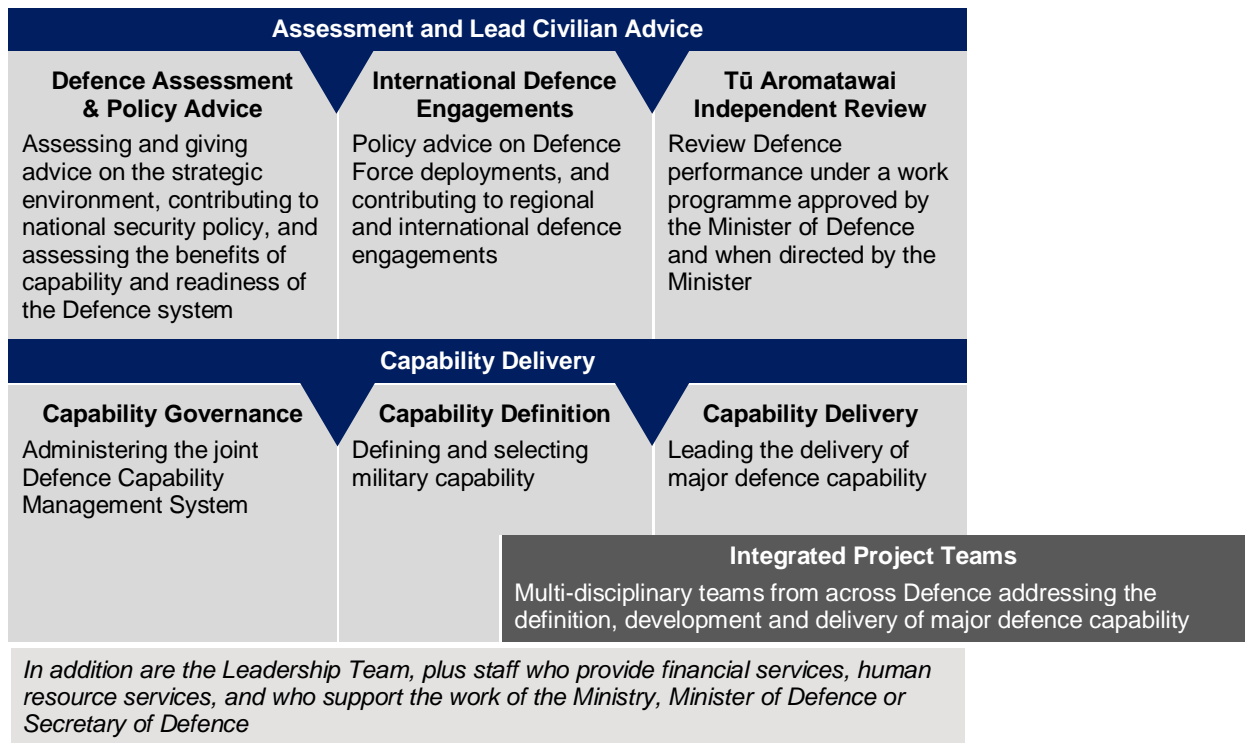 Assessment and Lead Civilian Advice
Defence Assessment
& Policy Advice
Assessing and giving
advice on the strategic
environment, contributing to
national security policy, and
assessing the benefits of
capability and readiness of
the Defence system
International Defence
Engagements
Policy advice on Defence
Force deployments, and
contributing to regional
and international defence
engagements
Tū Aromatawai
Independent Review
Review Defence
performance under a work
programme approved by
the Minister of Defence
and when directed by the
Minister
Capability Delivery
Capability Governance
Administering the joint
Defence Capability
Management System
Capability Definition
Defining and selecting
military capability
Capability Delivery
Leading the delivery of
major defence capability
Integrated Project Teams
Multi-disciplinary teams from across Defence addressing the
definition, development and delivery of major defence capability
In addition are the Leadership Team, plus staff who provide financial services, human
resource services, and who support the work of the Ministry, Minister of Defence or
Secretary of Defence